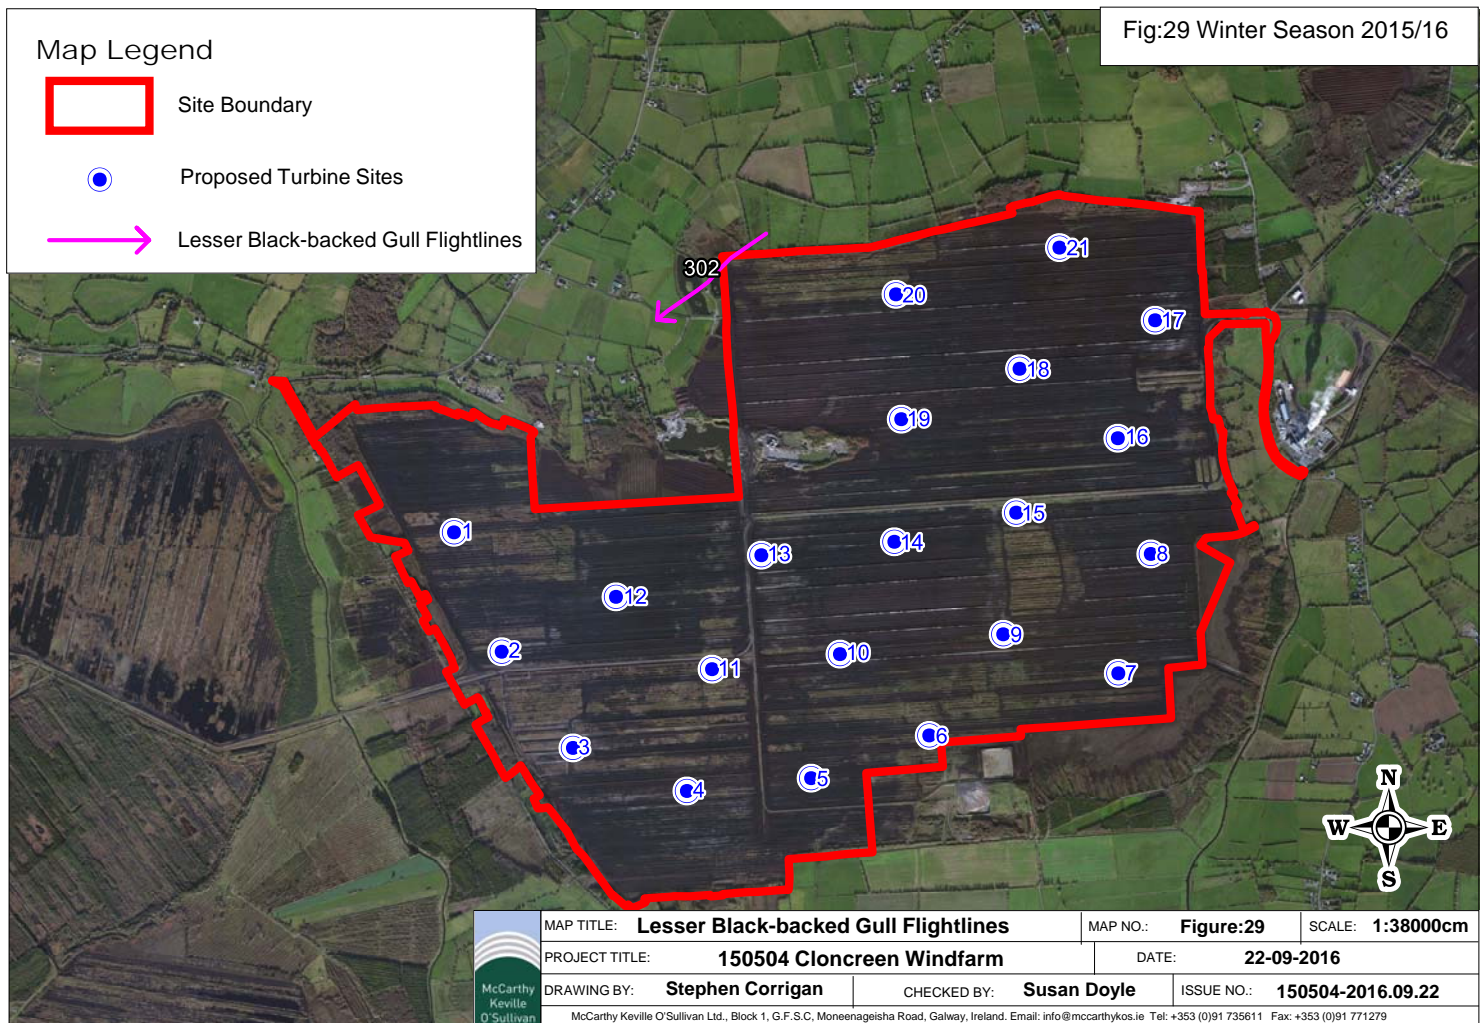 Fig:29 Winter Season 2015/16
Map Legend
Site Boundary
Proposed Turbine Sites
Lesser Black-backed Gull Flightlines
302
21
20
17
18
19
16
15
14
13
8
1
12
9
2
10
11
7
6
3
5
4
N
W E
S
MAP TITLE: Lesser Black-backed Gull Flightlines MAP NO.: Figure:29 SCALE: 1:38000cm
PROJECT TITLE: 150504 Cloncreen Windfarm DATE: 22-09-2016
DRAWING BY: Stephen Corrigan CHECKED BY: Susan Doyle ISSUE NO.: 150504-2016.09.22
McCarthy
Keville
O'Sullivan
McCarthy Keville O'Sullivan Ltd., Block 1, G.F.S.C, Moneenageisha Road, Galway, Ireland. Email: info@mccarthykos.ie Tel: +353 (0)91 735611 Fax: +353 (0)91 771279